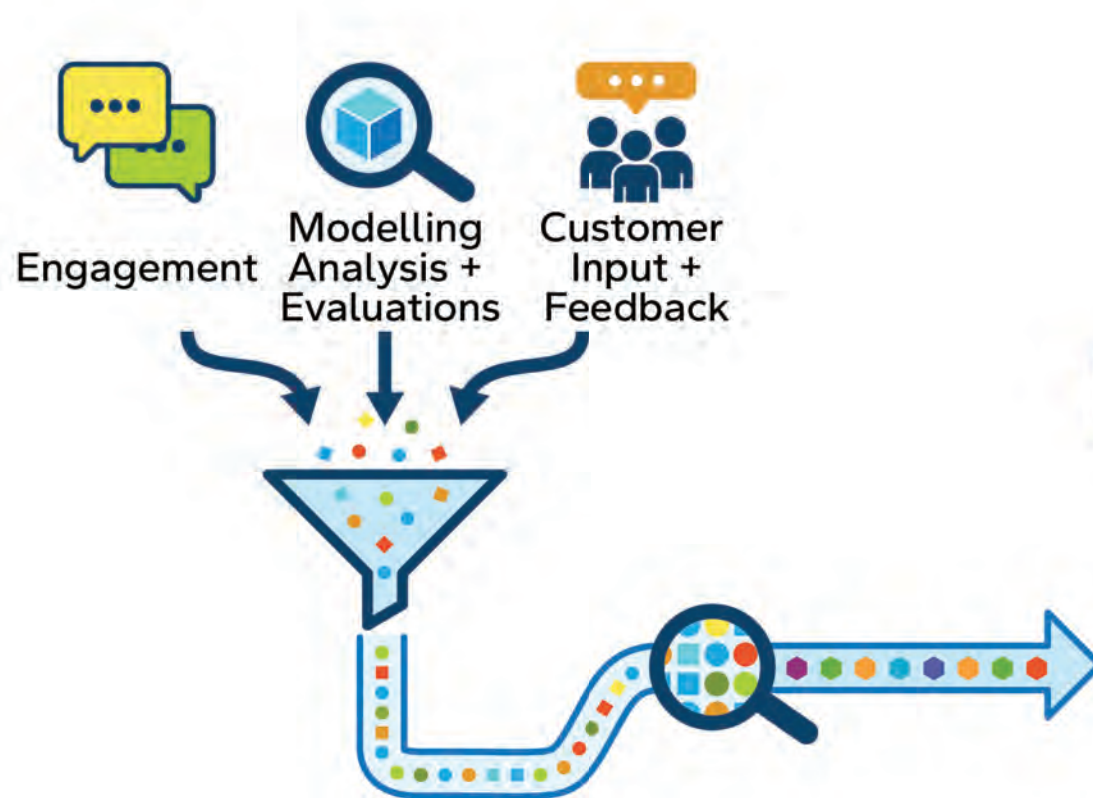 Engagement
Modelling
Analysis +
Evaluations
Customer
Input +
Feedback